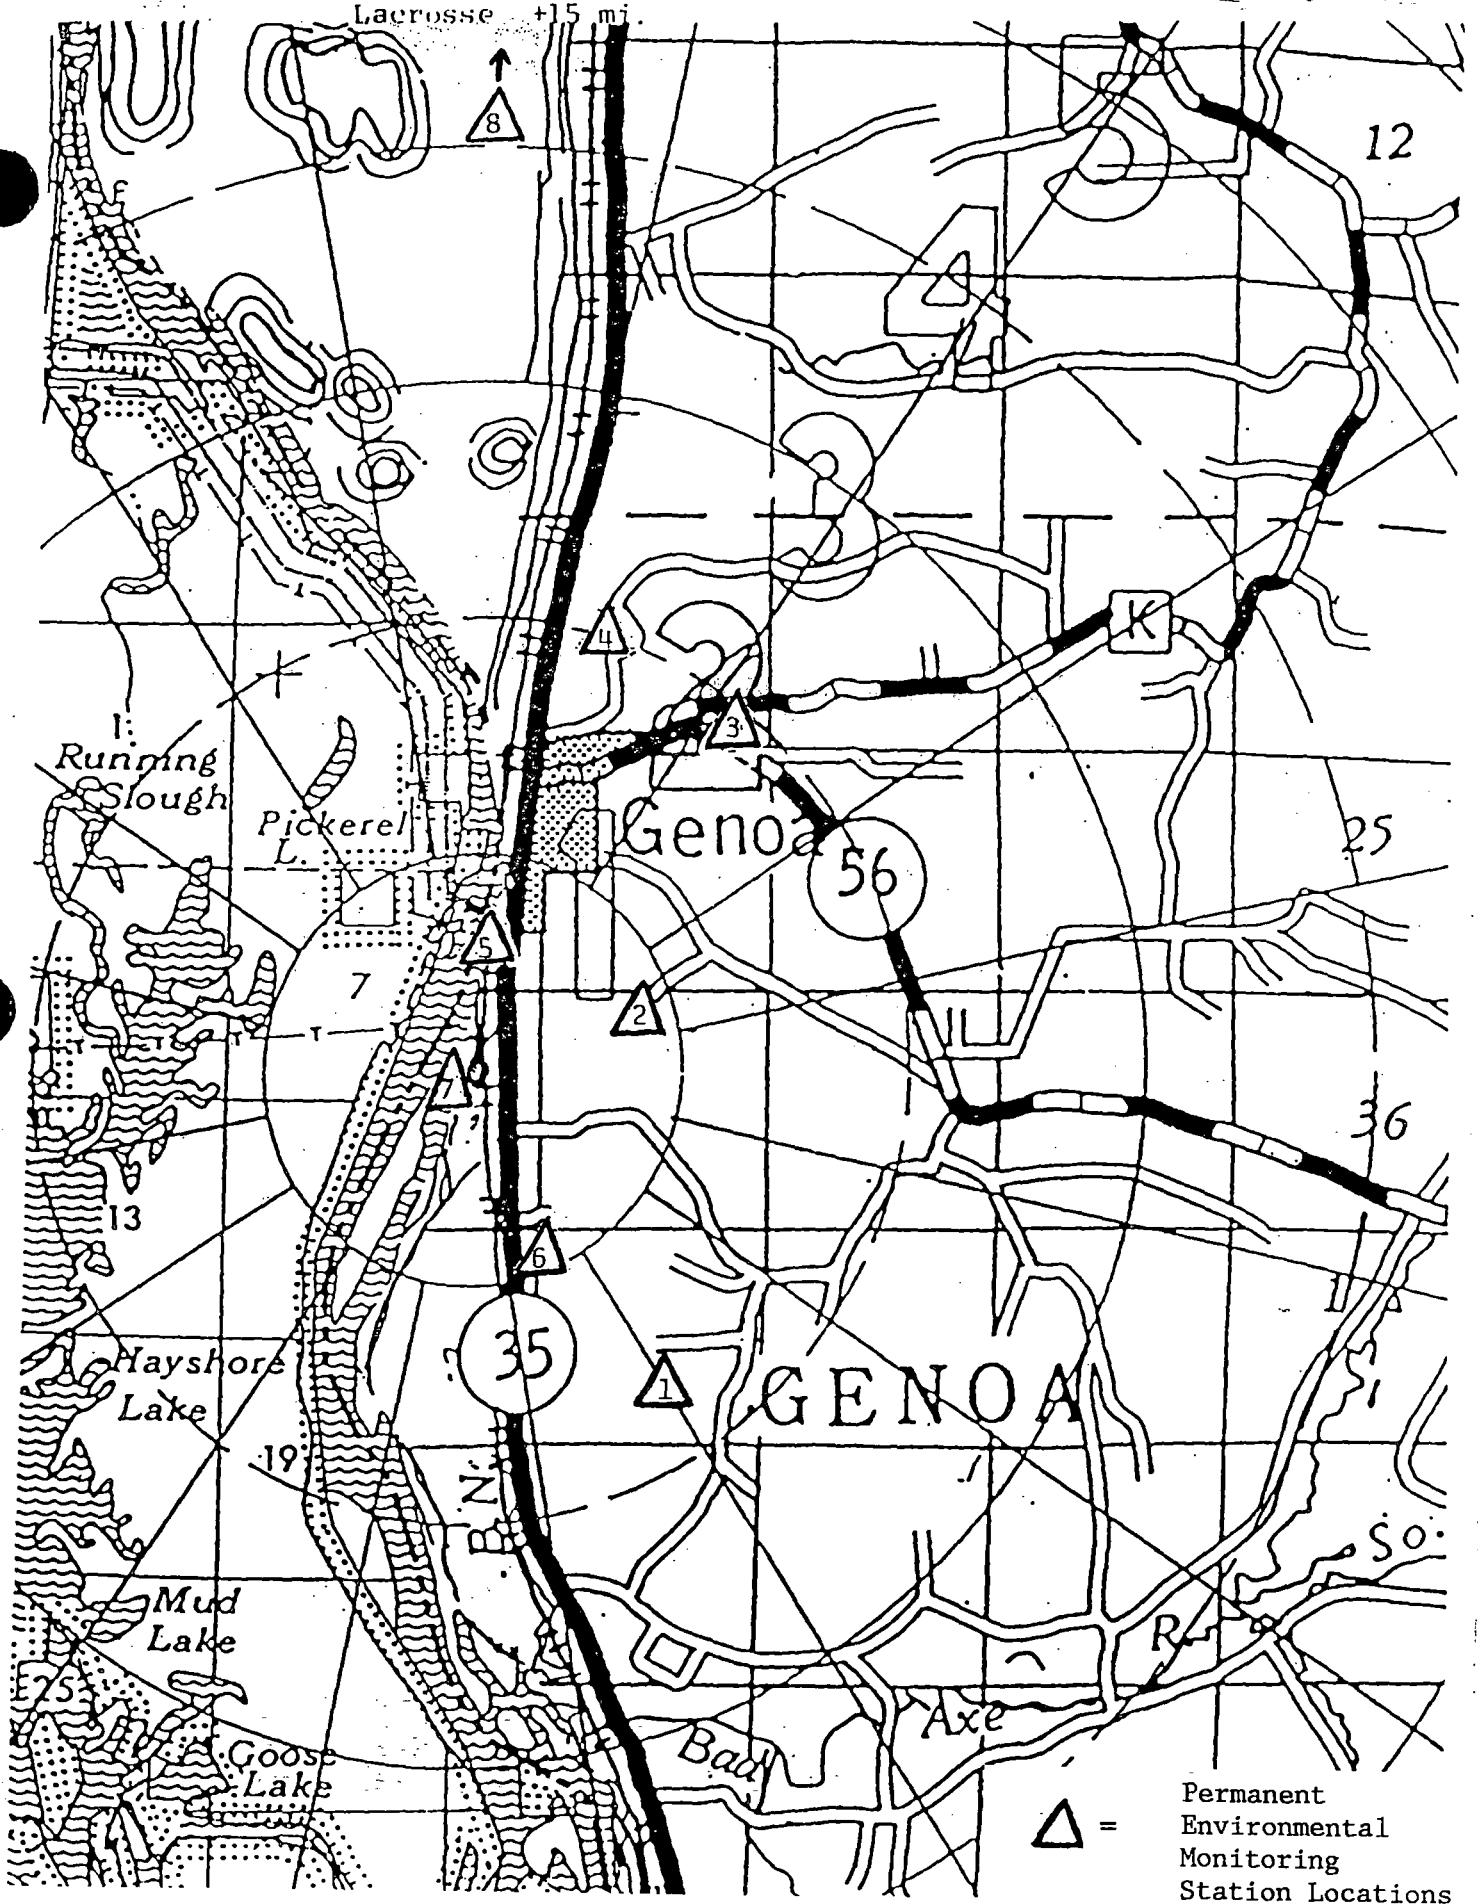 Lacrosse +15 mi.
8
12
4
K
3
I.
Running
Slough
Pickerel
L.
Genoa
56
25
5
7
2
7
36
13
6
35
Hayshore
Lake
1
GENOA
19
So.
Mud
Lake
R.
25
Axe
Bad
Goose
Lake
= Permanent
Environmental
Monitoring
Station Locations